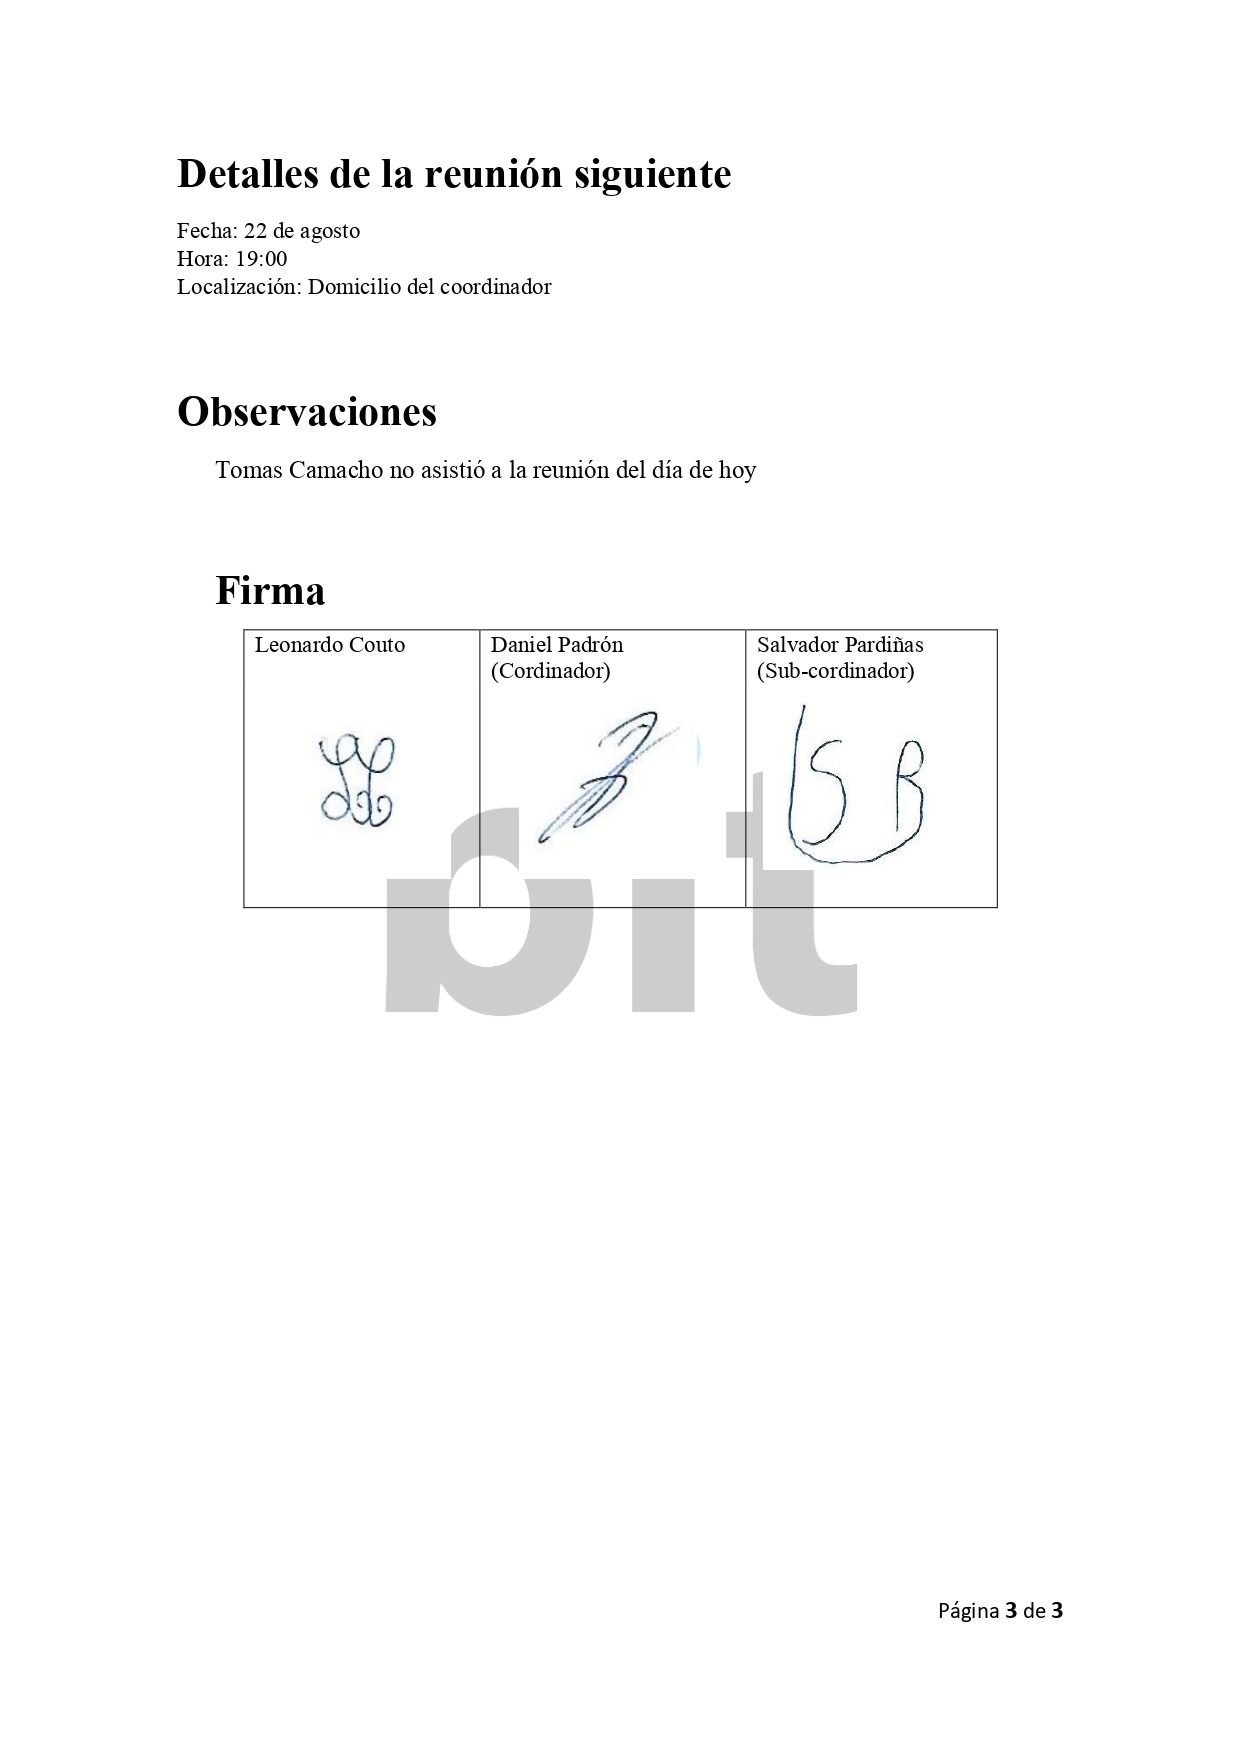 Detalles de la reunión siguiente
Fecha: 22 de agosto
Hora: 19:00
Localización: Domicilio del coordinador
Observaciones
Tomas Camacho no asistió a la reunión del día de hoy
Firma
Leonardo Couto
Daniel Padrón
(Cordinador)
Salvador Pardiñas
(Sub-cordinador)
bit
Página 3 de 3